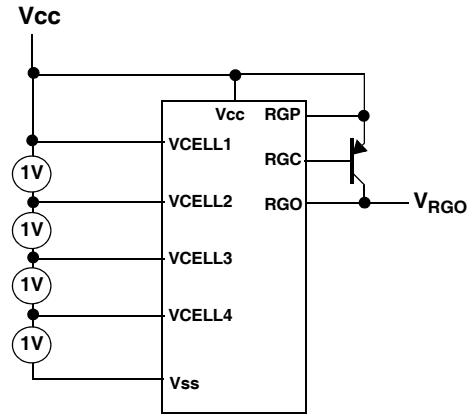 Vcc
Vcc RGP
VCELL1
RGC
1V
VCELL2
RGO
VRGO
1V
VCELL3
1V
VCELL4
1V
Vss